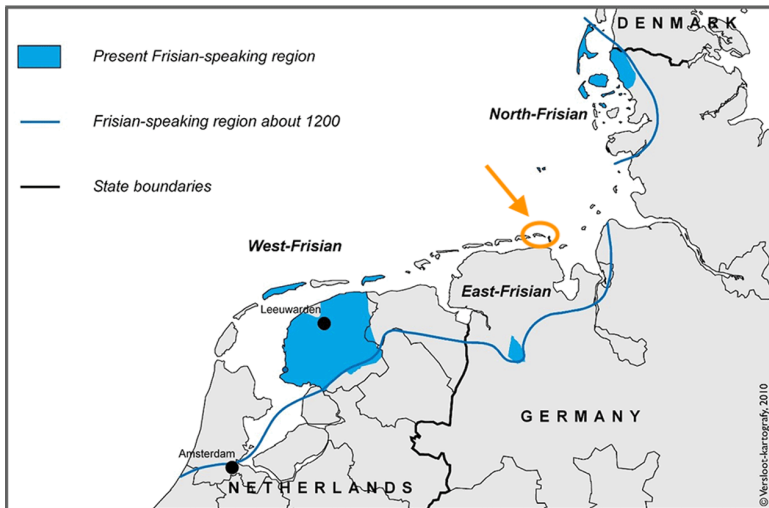 DENMARK
Present Frisian-speaking region
Frisian-speaking region about 1200
North-Frisian
State boundaries
West-Frisian
Leeuwarden
East-Frisian
GERMANY
Amsterdam
NETHERLANDS
© Versloot-kartografy, 2010